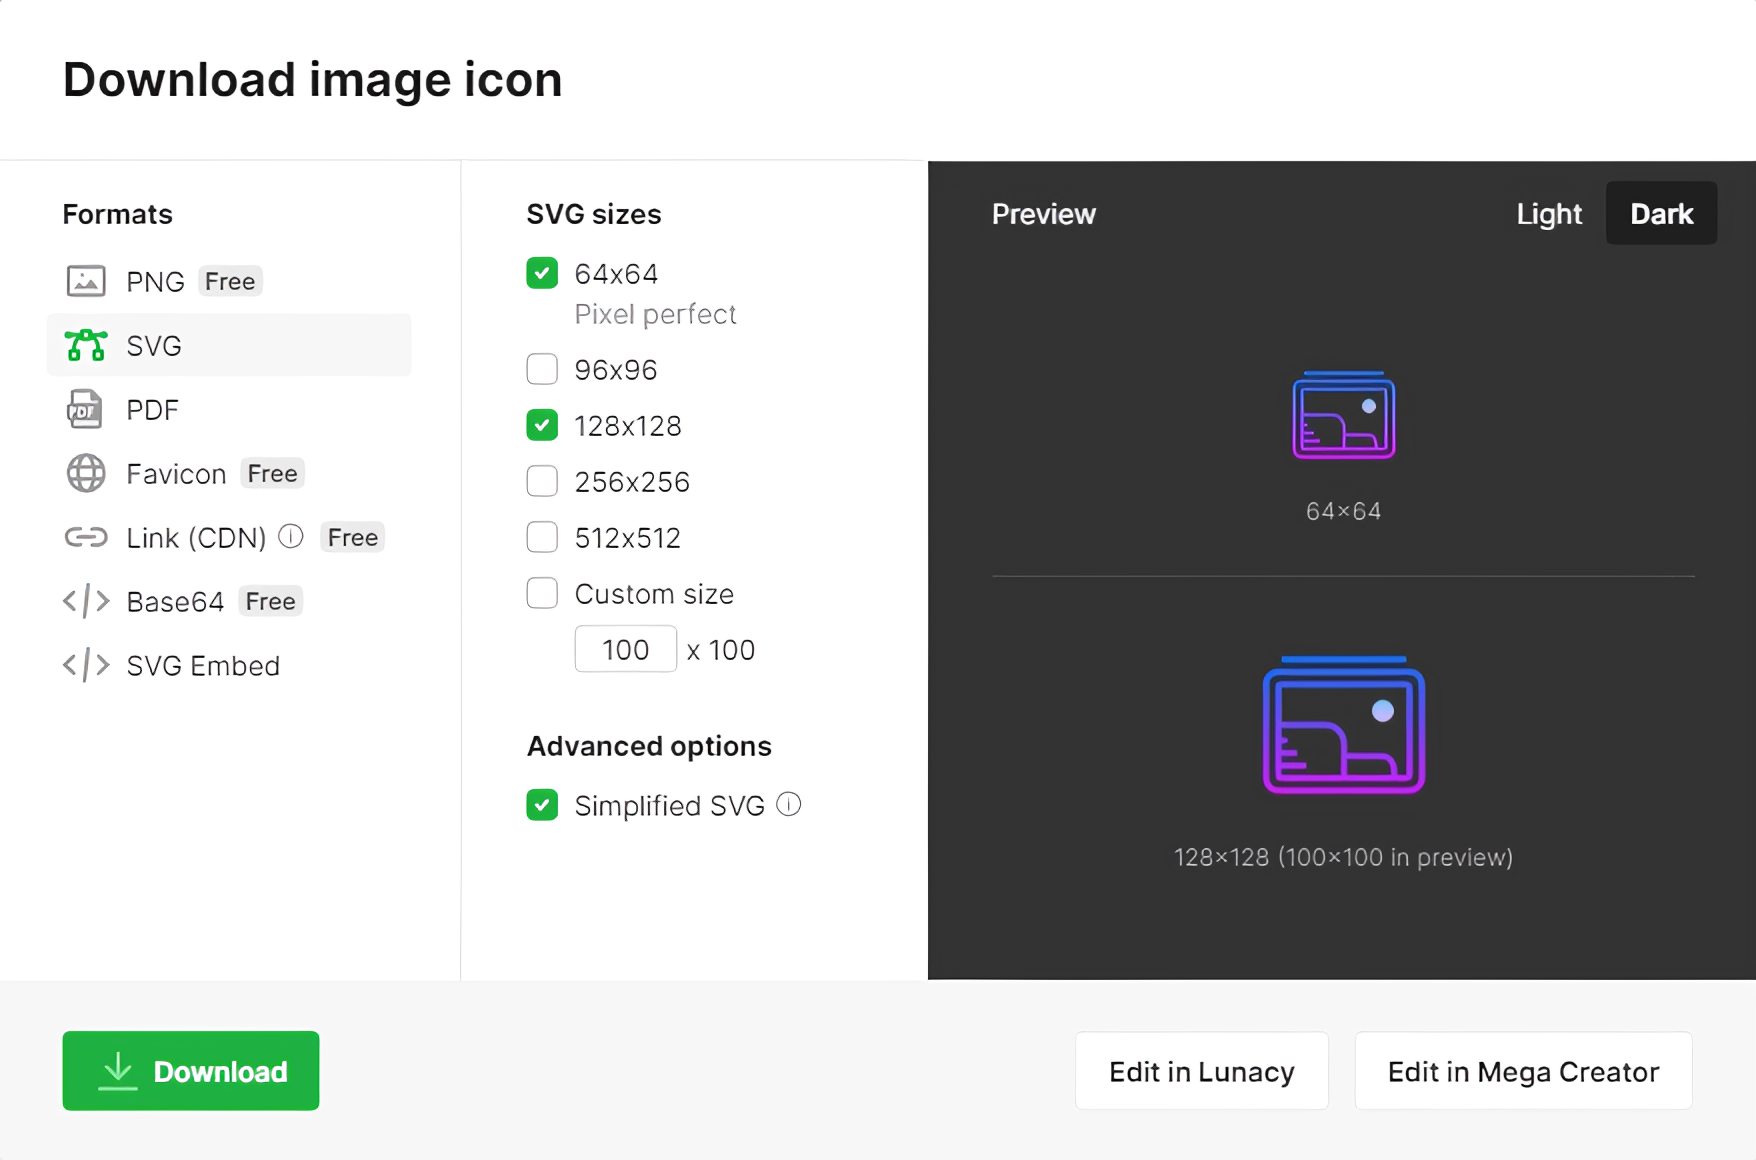 Download image icon
Formats
PNG Free
SVG
PDF
PDF
Favicon Free
Link (CDN) Free
Base64 Free
SVG Embed
SVG sizes
64x64
Pixel perfect
96x96
128x128
256x256
512x512
Custom size
100 x 100
Advanced options
Simplified SVG
Preview
Light Dark
64×64
128×128 (100×100 in preview)
Download
Edit in Lunacy
Edit in Mega Creator